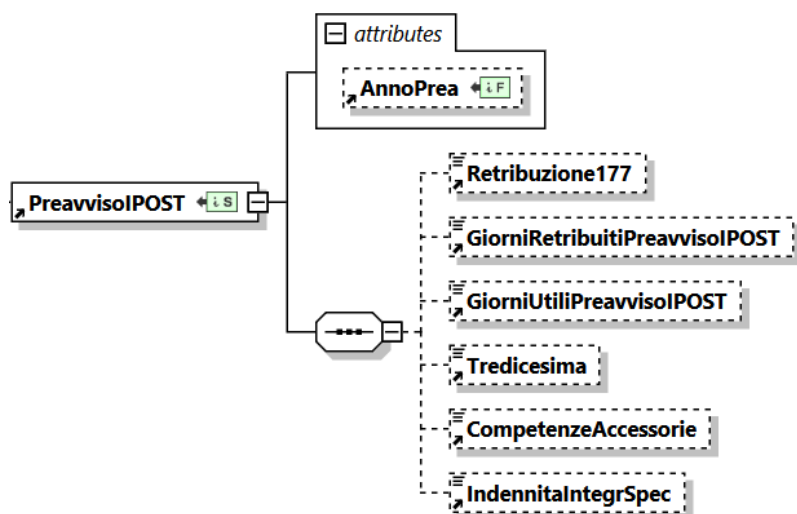 attributes
AnnoPrea
i F
PreavvisoIPOST
i S
Retribuzione177
GiorniRetribuitiPreavvisoIPOST
GiorniUtiliPreavvisoIPOST
Tredicesima
CompetenzeAccessorie
IndennitaIntegrSpec